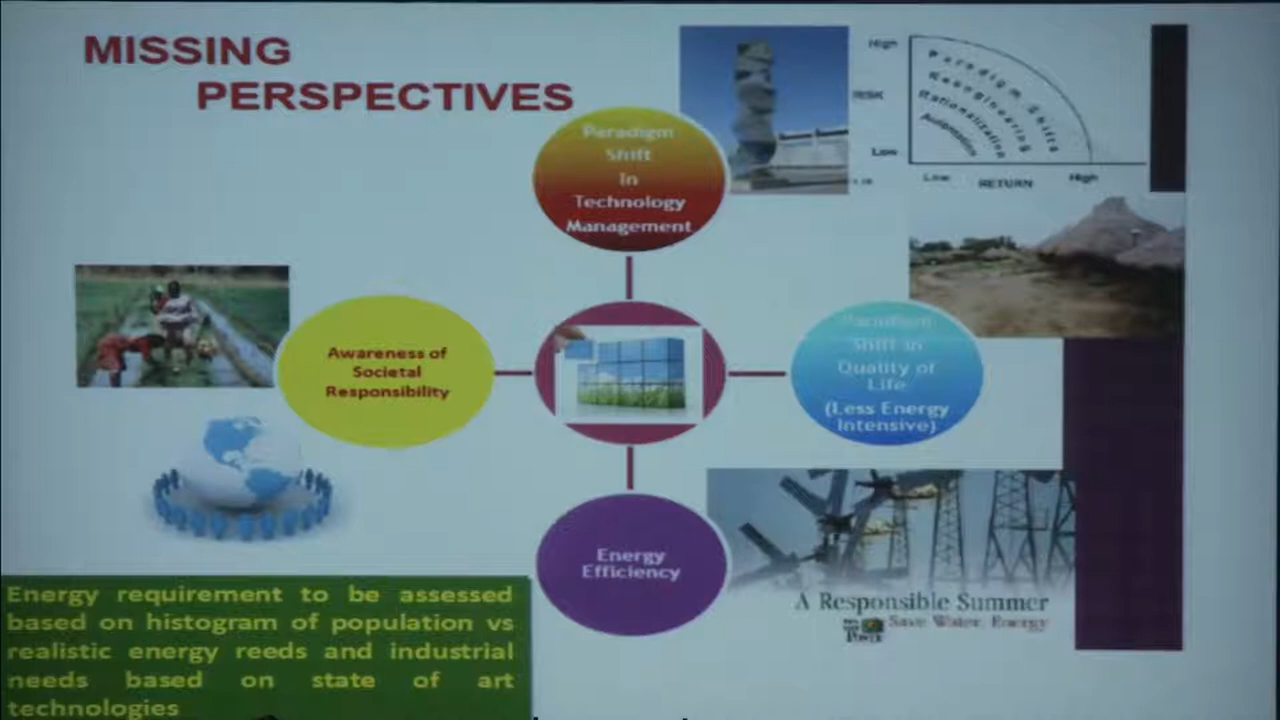 MISSING
PERSPECTIVES
Paradigm
Shift
In
Technology
Management
High
RISK
Low
Paradigm Shifts
Reengineering
Rationalization
Automation
Low
RETURN
High
Awareness of
Societal
Responsibility
Paradigm
Shift in
Quality of
Life
(Less Energy
Intensive)
Energy
Efficiency
A Responsible Summer
Save Water, Energy
Energy requirement to be assessed
based on histogram of population vs
realistic energy reeds and industrial
needs based on state of art
technologies